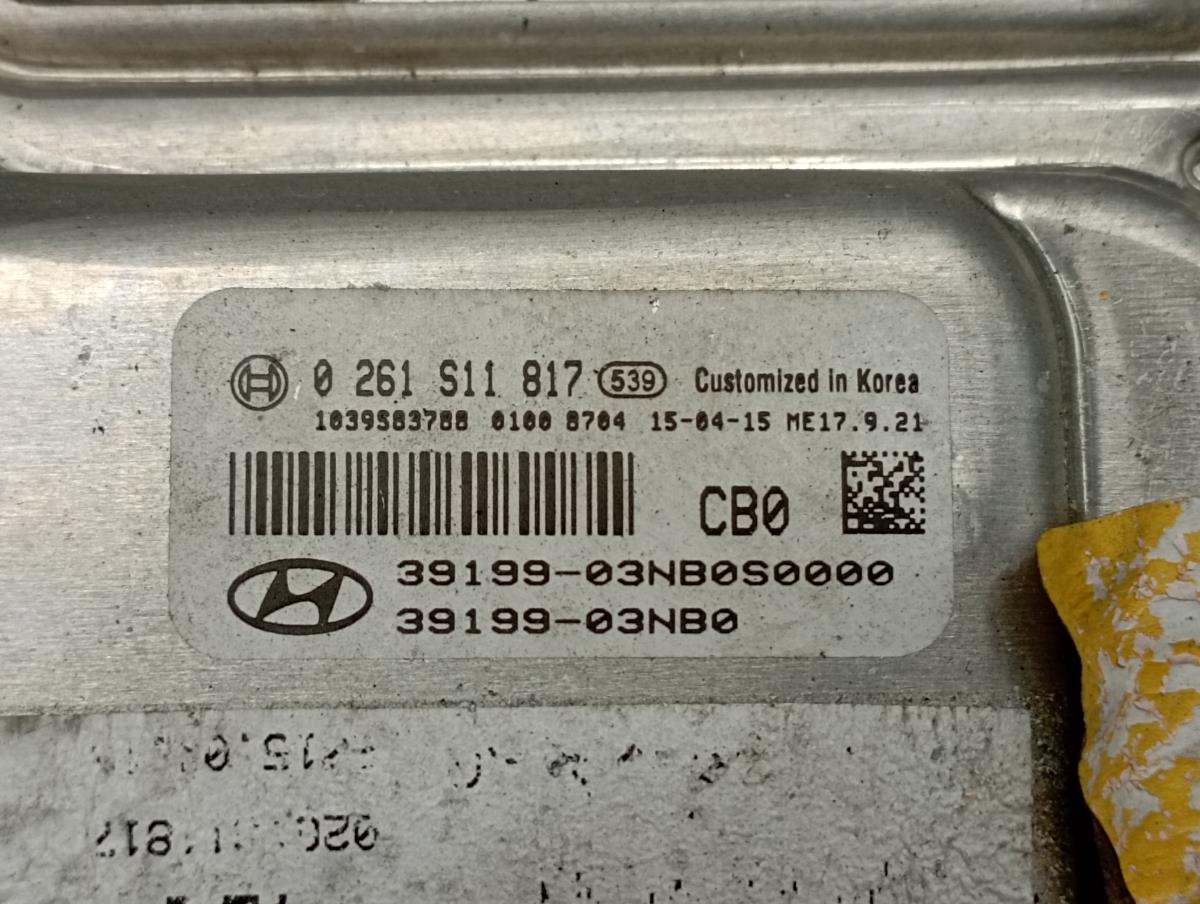 0 261 S11 817 539 Customized in Korea
1039S83788 0100 8704 15-04-15 ME17.9.21
CB0
39199-03NB0S0000
39199-03NB0